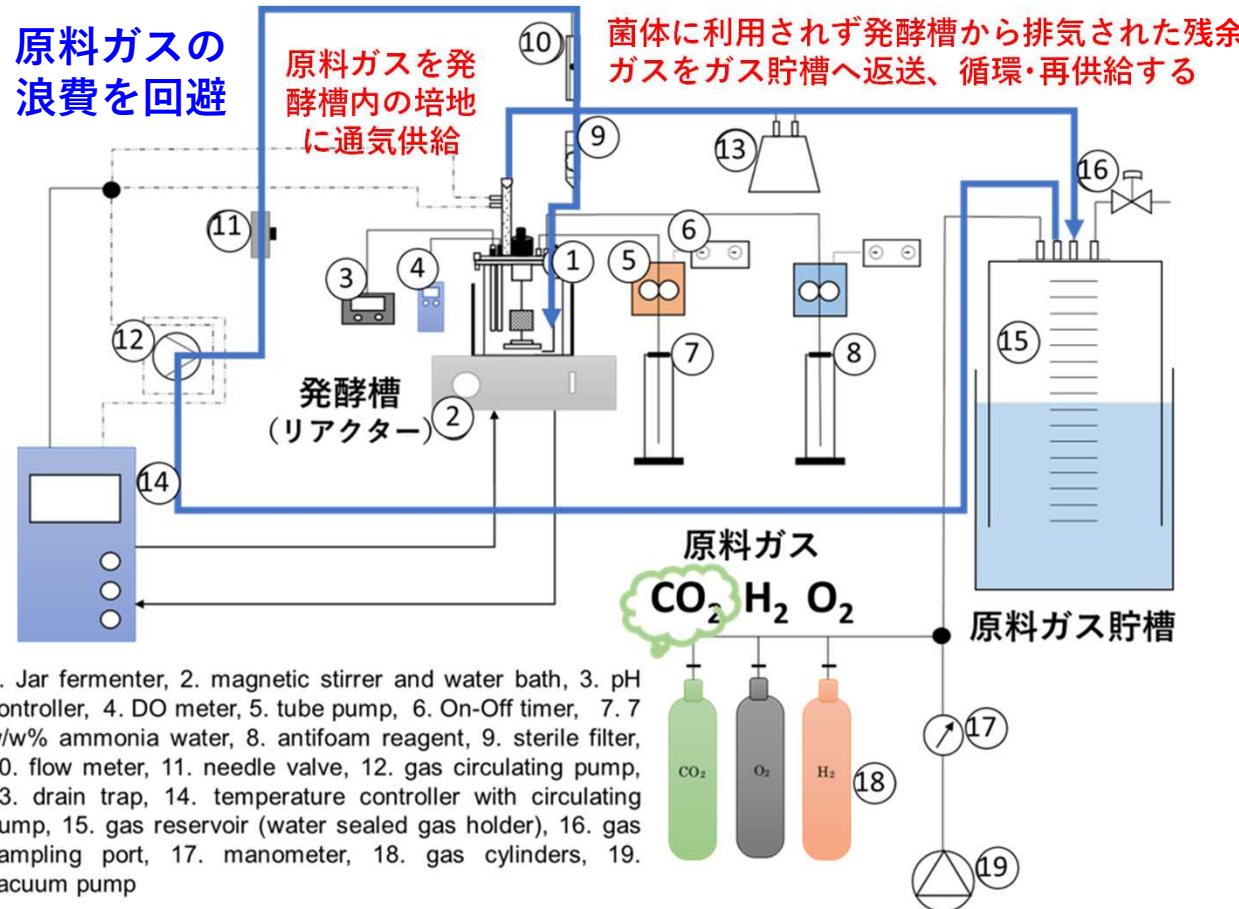 原料ガスの
浪費を回避
原料ガスを発
酵槽内の培地
に通気供給
菌体に利用されず発酵槽から排気された残余
ガスをガス貯槽へ返送、循環・再供給する
10
9
13
16
11
3
4
1
5
6
12
7
8
15
発酵槽
(リアクター)
2
14
原料ガス
CO₂ H₂ O₂
原料ガス貯槽
CO₂
O₂
H₂
17
18
19
. Jar fermenter, 2. magnetic stirrer and water bath, 3. pH
ontroller, 4. DO meter, 5. tube pump, 6. On-Off timer, 7. 7
/w% ammonia water, 8. antifoam reagent, 9. sterile filter,
0. flow meter, 11. needle valve, 12. gas circulating pump,
3. drain trap, 14. temperature controller with circulating
ump, 15. gas reservoir (water sealed gas holder), 16. gas
ampling port, 17. manometer, 18. gas cylinders, 19.
acuum pump